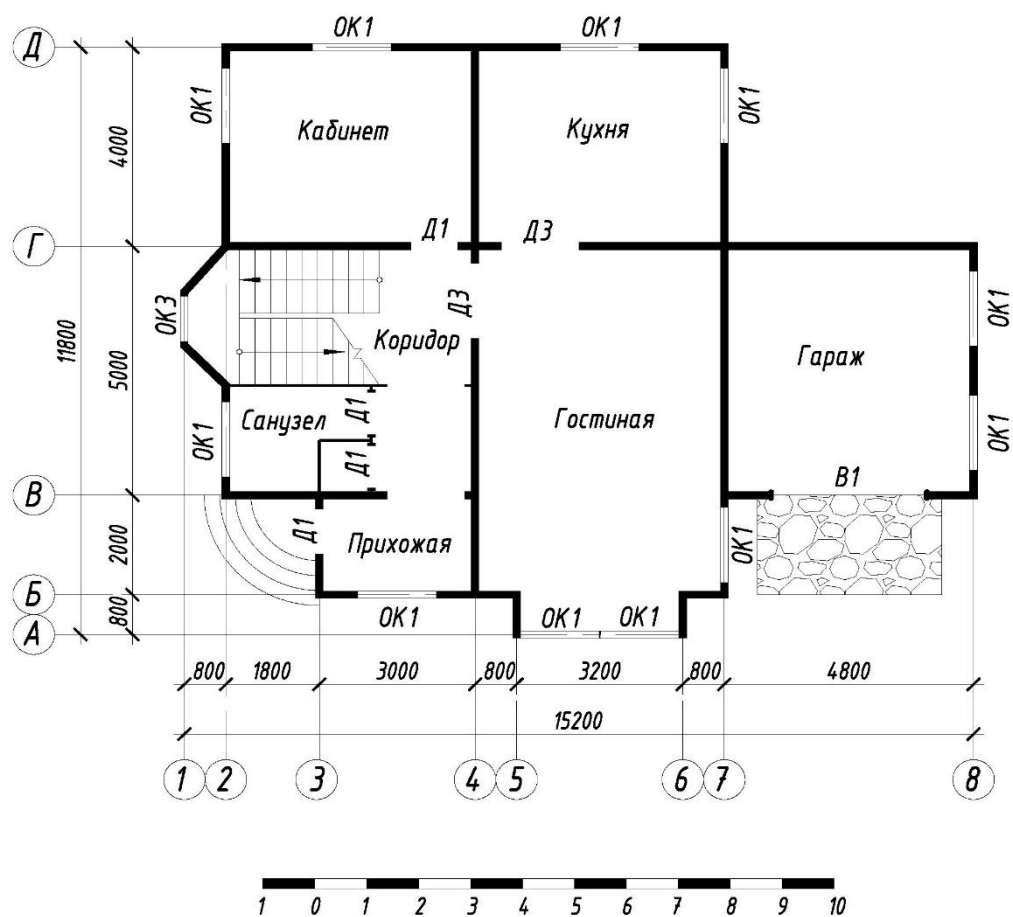 ОК1 ОК1
Д
ОК1 Кабинет Кухня ОК1
4000
Д1 Д3
Г
ОК3 Д3 ОК1
Коридор Гараж
11800 5000
Санузел Д1 Гостиная
ОК1 Д1 ОК1
В1
В
Д1 Прихожая ОК1
2000
Б
ОК1 ОК1 ОК1
800
А
800 1800 3000 800 3200 800 4800
15200
1 2 3 4 5 6 7 8
1 0 1 2 3 4 5 6 7 8 9 10